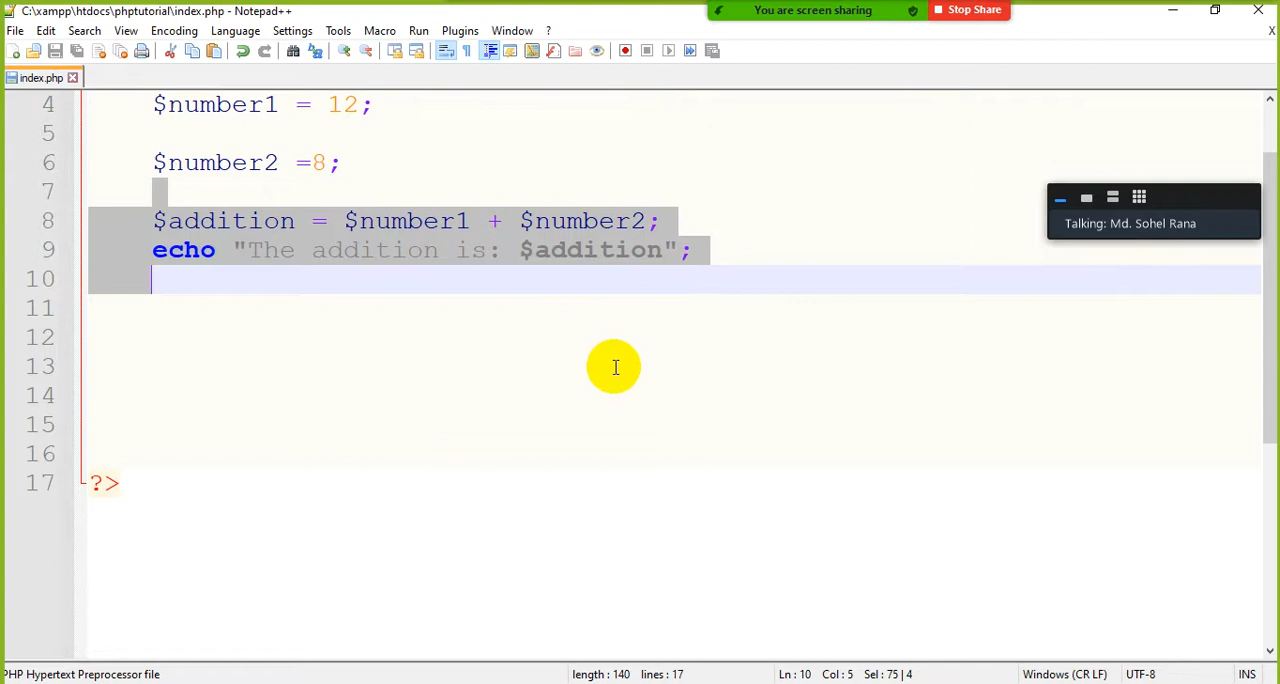 C:\xampp\htdocs\phptutorial\index.php - Notepad++
You are screen sharing
Stop Share
File Edit Search View Encoding Language Settings Tools Macro Run Plugins Window ?
X
index.php
4 $number1 = 12;
5
6 $number2 =8;
7
8 $addition = $number1 + $number2;
9 echo "The addition is: $addition";
10
11
12
13
14
15
16
17 ?>
Talking: Md. Sohel Rana
PHP Hypertext Preprocessor file length : 140 lines : 17 Ln : 10 Col : 5 Sel : 75 | 4 Windows (CR LF) UTF-8 INS